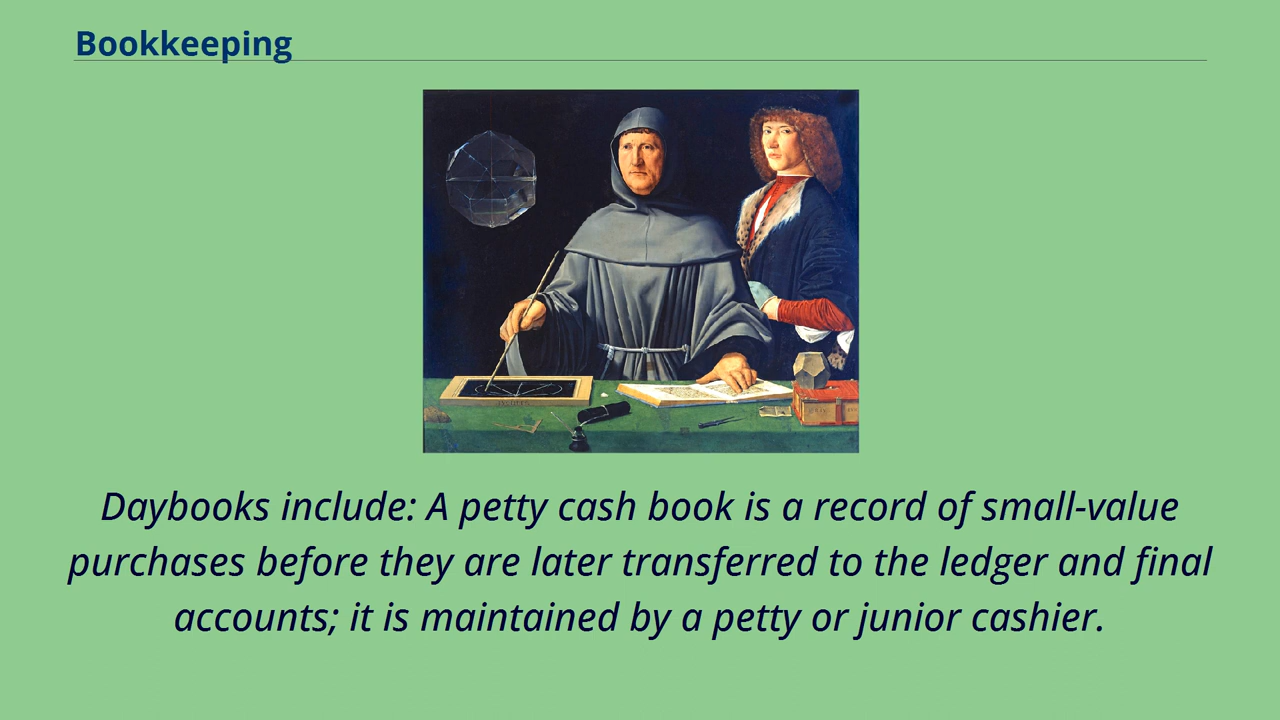 Bookkeeping
Daybooks include: A petty cash book is a record of small-value
purchases before they are later transferred to the ledger and final
accounts; it is maintained by a petty or junior cashier.